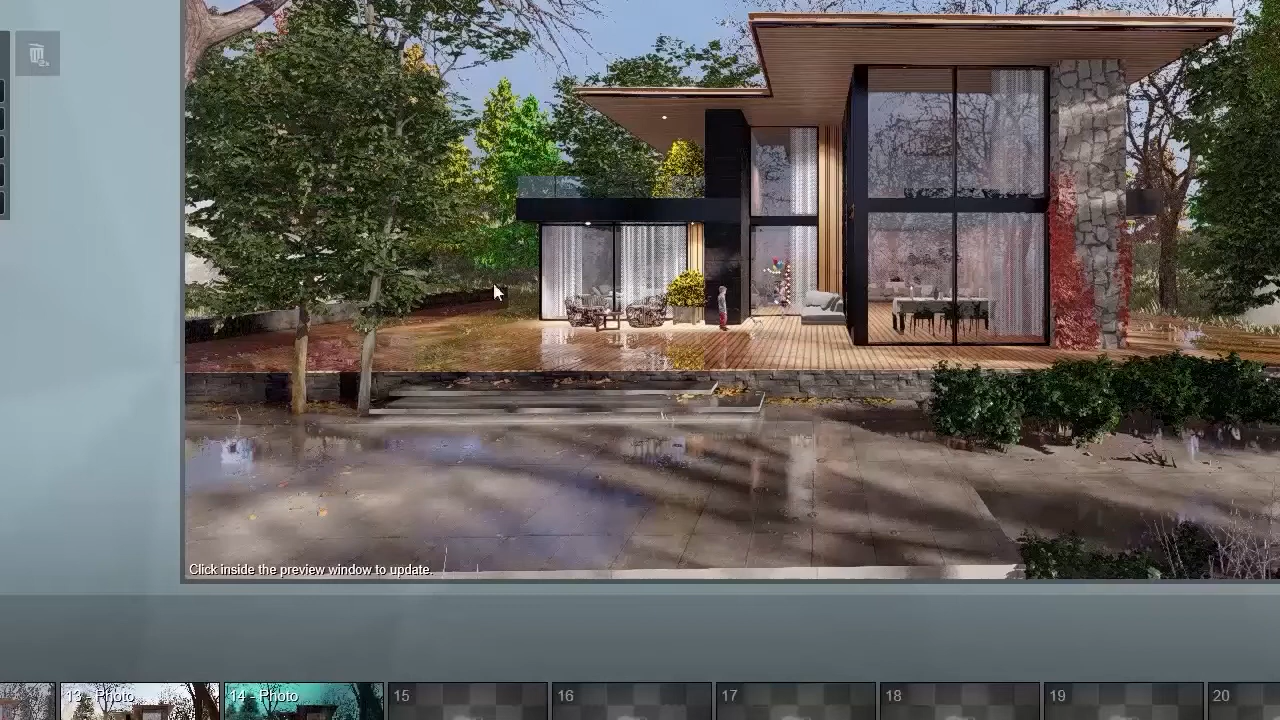 Click inside the preview window to update.
13 - Photo
14 - Photo
15
16
17
18
19
20